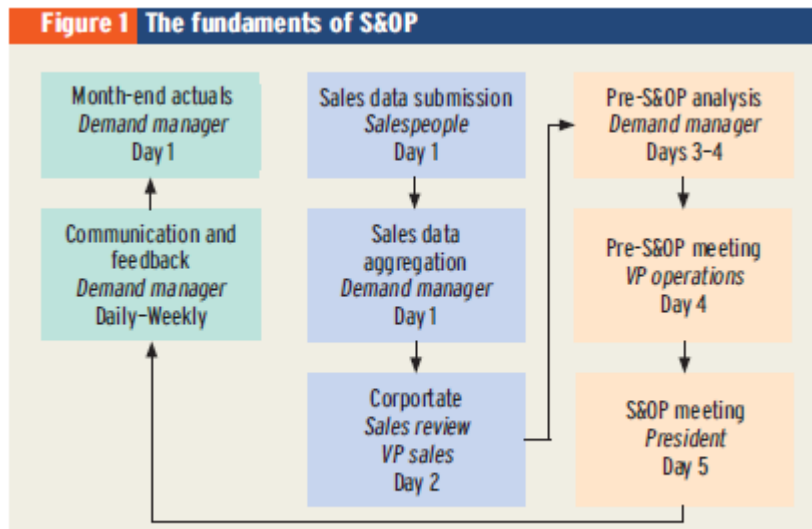 Figure 1 The fundaments of S&OP
Month-end actuals
Demand manager
Day 1
Communication and
feedback
Demand manager
Daily–Weekly
Sales data submission
Salespeople
Day 1
Sales data
aggregation
Demand manager
Day 1
Corportate
Sales review
VP sales
Day 2
Pre-S&OP analysis
Demand manager
Days 3–4
Pre-S&OP meeting
VP operations
Day 4
S&OP meeting
President
Day 5